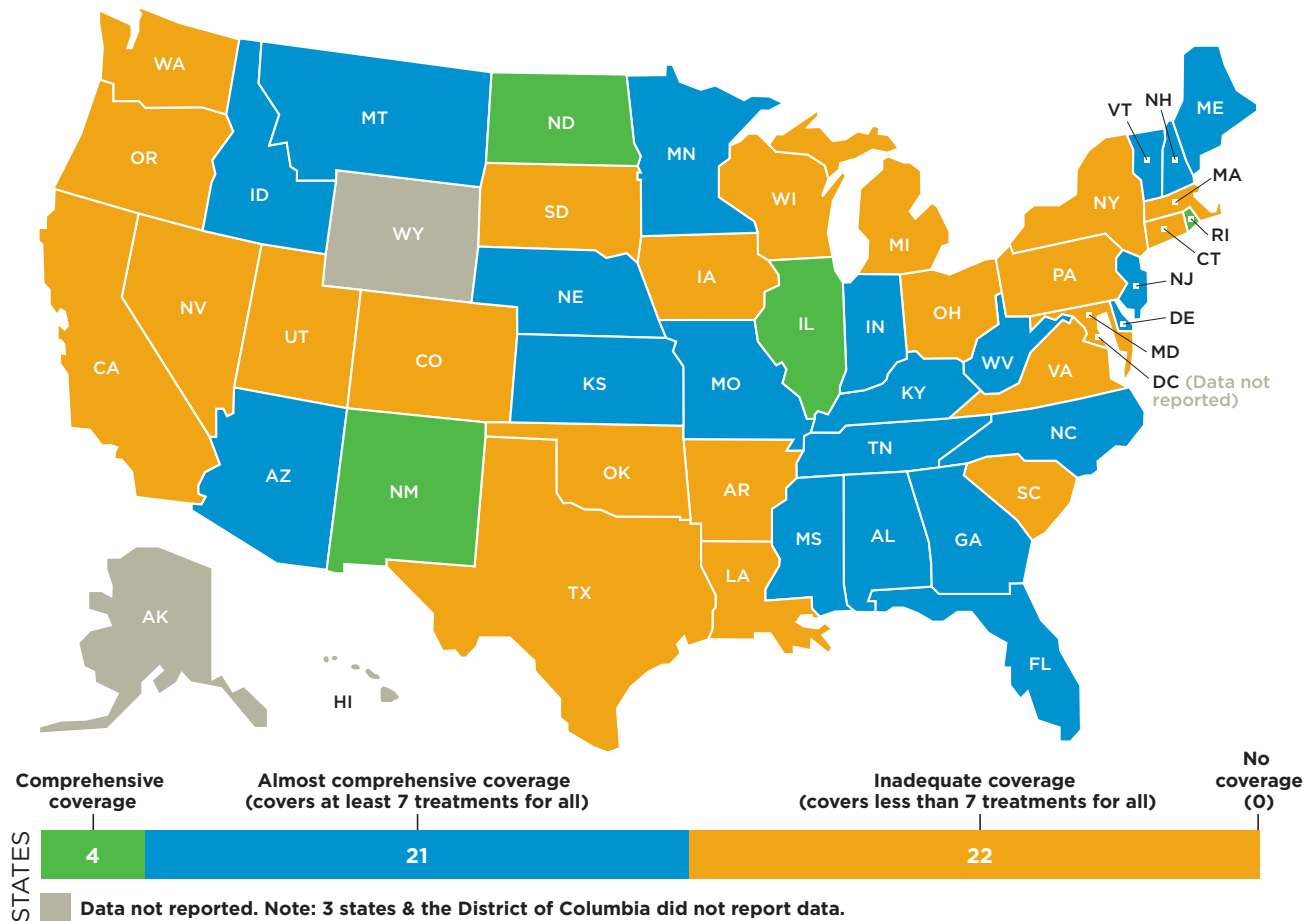 WA
OR
CA
NV
ID
MT
WY
UT
CO
AZ
NM
ND
SD
NE
KS
OK
TX
MN
IA
MO
AR
LA
WI
IL
MI
IN
OH
KY
TN
MS
AL
GA
FL
SC
NC
VA
WV
PA
NY
VT
NH
ME
MA
RI
CT
NJ
DE
MD
DC (Data not
reported)
AK
HI
Comprehensive
coverage
Almost comprehensive coverage
(covers at least 7 treatments for all)
Inadequate coverage
(covers less than 7 treatments for all)
No
coverage
(0)
STATES
4
21
22
Data not reported. Note: 3 states & the District of Columbia did not report data.